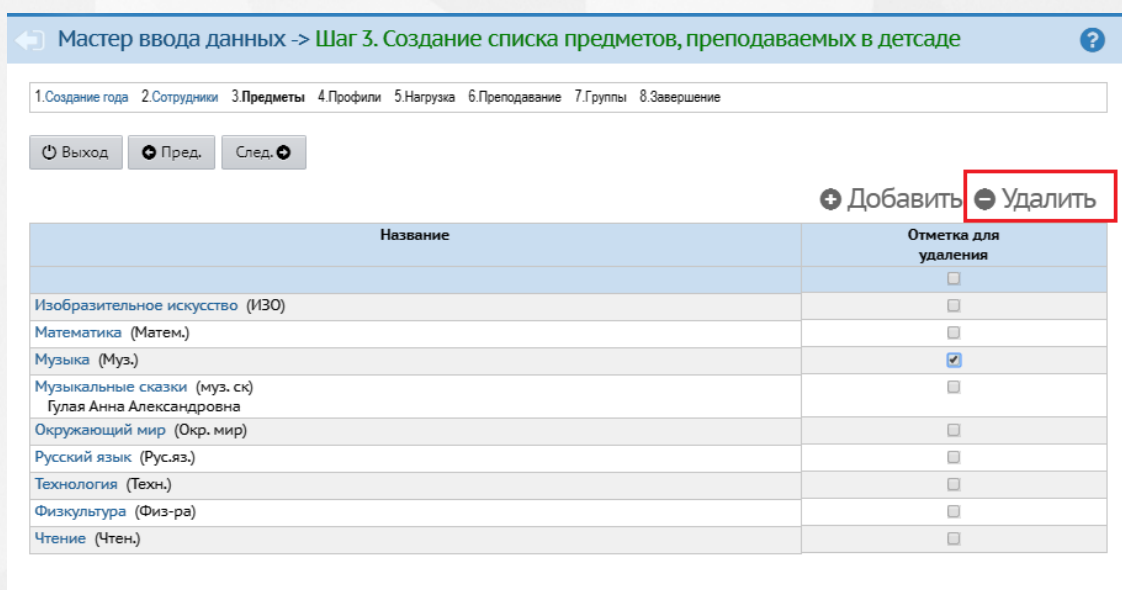 Мастер ввода данных -> Шаг 3. Создание списка предметов, преподаваемых в детсаде ?
1.Создание года 2.Сотрудники 3.Предметы 4.Профили 5.Нагрузка 6.Преподавание 7.Группы 8.Завершение
Выход Пред. След.
Добавить Удалить
Название Отметка для
удаления
Изобразительное искусство (ИЗО)
Математика (Матем.)
Музыка (Муз.)
Музыкальные сказки (муз. ск)
Гулая Анна Александровна
Окружающий мир (Окр. мир)
Русский язык (Рус.яз.)
Технология (Техн.)
Физкультура (Физ-ра)
Чтение (Чтен.)